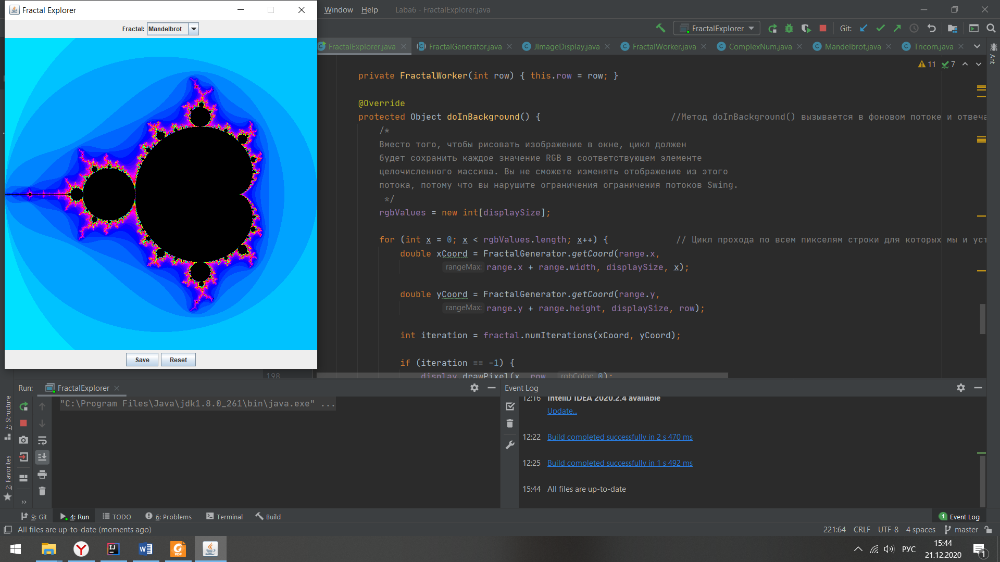 Fractal Explorer
Fractal: Mandelbrot
Save Reset
Window Help Laba6 - FractalExplorer.java
FractalExplorer Git:
FractalExplorer.java FractalGenerator.java JImageDisplay.java FractalWorker.java ComplexNum.java Mandelbrot.java Tricorn.java
Ant
11 7
private FractalWorker(int row) { this.row = row; }
@Override
protected Object doInBackground() { //Метод doInBackground() вызывается в фоновом потоке и отвеча
/*
Вместо того, чтобы рисовать изображение в окне, цикл должен
будет сохранить каждое значение RGB в соответствующем элементе
целочисленного массива. Вы не сможете изменять отображение из этого
потока, потому что вы нарушите ограничения ограничения потоков Swing.
*/
rgbValues = new int[displaySize];
for (int x = 0; x < rgbValues.length; x++) { // Цикл прохода по всем пикселям строки для которых мы и уст
double xCoord = FractalGenerator.getCoord(range.x,
rangeMax: range.x + range.width, displaySize, x);
double yCoord = FractalGenerator.getCoord(range.y,
rangeMax: range.y + range.height, displaySize, row);
int iteration = fractal.numIterations(xCoord, yCoord);
if (iteration == -1) {
198 display.drawPixel(x, row, rgbColor: 0);
Run: FractalExplorer
"C:\Program Files\Java\jdk1.8.0_261\bin\java.exe" ...
7: Structure
2: Favorites
Event Log
12:16 IntelliJ IDEA 2020.2.4 available
Update...
12:22 Build completed successfully in 2 s 470 ms
12:25 Build completed successfully in 1 s 492 ms
15:44 All files are up-to-date
9: Git 4: Run TODO 6: Problems Terminal Build 1 Event Log
All files are up-to-date (moments ago) 221:64 CRLF UTF-8 4 spaces master
РУС 15:44
21.12.2020
1